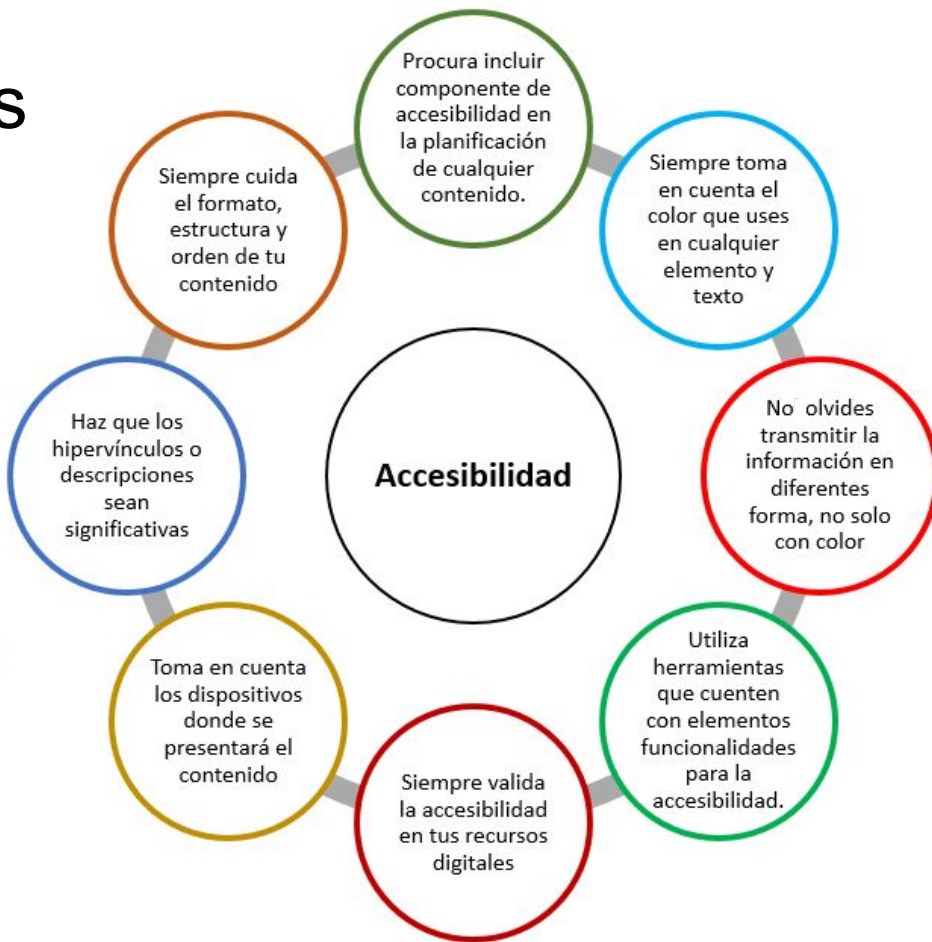 s
Procura incluir
componente de
accesibilidad en
la planificación
de cualquier
contenido.
Siempre toma
en cuenta el
color que uses
en cualquier
elemento y
texto
No olvides
transmitir la
información en
diferentes
forma, no solo
con color
Utiliza
herramientas
que cuenten
con elementos
funcionalidades
para la
accesibilidad.
Siempre valida
la accesibilidad
en tus recursos
digitales
Toma en cuenta
los dispositivos
donde se
presentará el
contenido
Haz que los
hipervínculos o
descripciones
sean
significativas
Siempre cuida
el formato,
estructura y
orden de tu
contenido
Accesibilidad